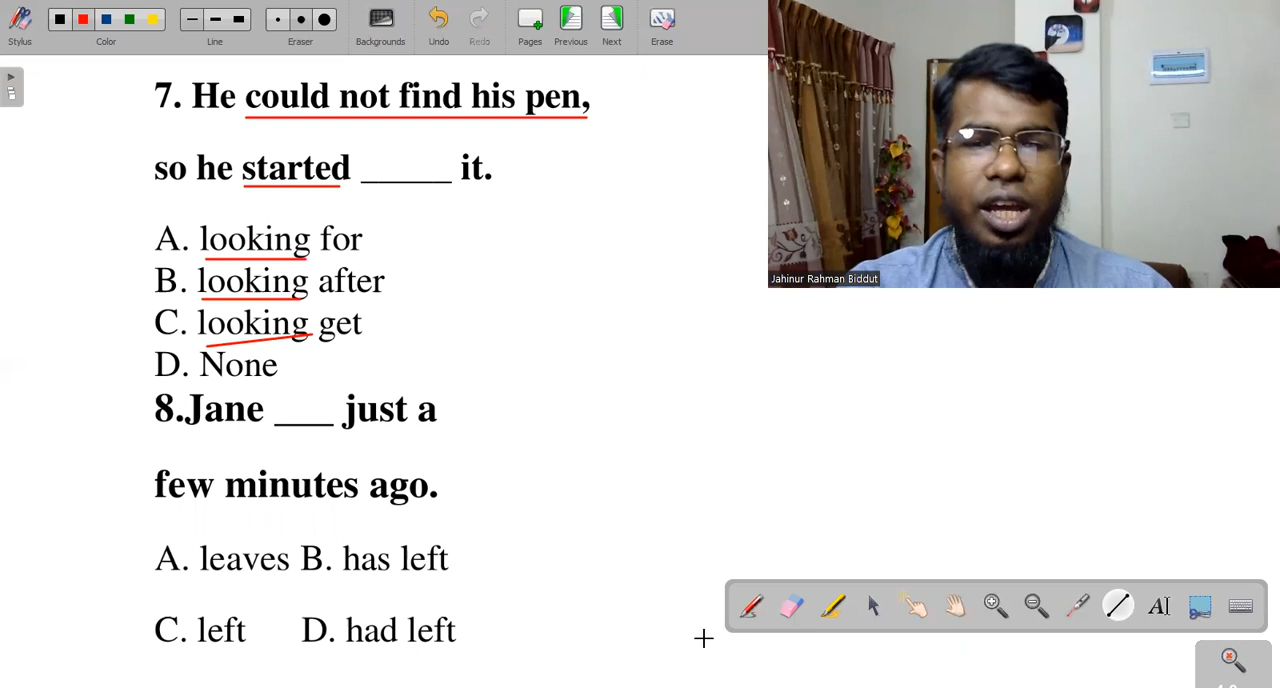 Stylus
Color
Line
Eraser
Backgrounds
Undo
Redo
Pages
Previous
Next
Erase
7. He could not find his pen,
so he started _____ it.
A. looking for
B. looking after
C. looking get
D. None
8.Jane ___ just a
few minutes ago.
A. leaves B. has left
C. left D. had left
Jahinur Rahman Biddut